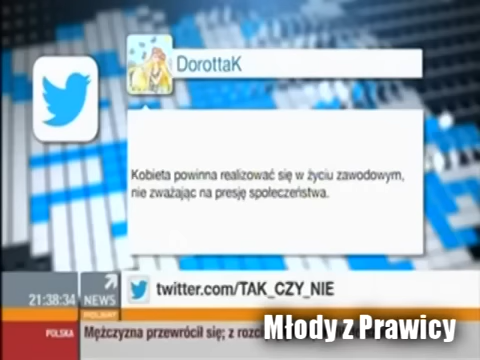 DorottaK
Kobieta powinna realizować się w życiu zawodowym,
nie zważając na presję społeczeństwa.
twitter.com/TAK_CZY_NIE
21:38:34
NEWS
POLSKA
Mężczyzna przewrócił się; z rozci
Młody z Prawicy